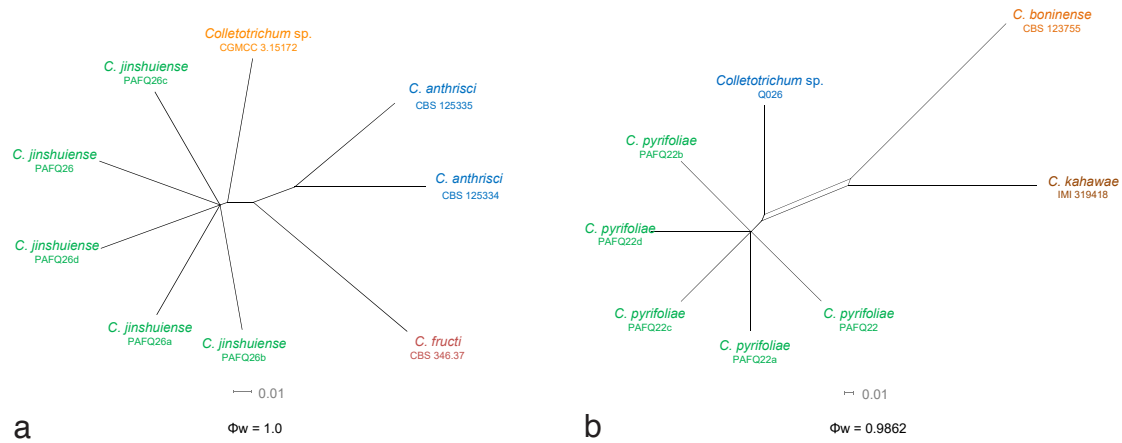 Colletotrichum sp.
CGMCC 3.15172
C. jinshuiense
PAFQ26c
C. anthrisci
CBS 125335
C. jinshuiense
PAFQ26
C. anthrisci
CBS 125334
C. jinshuiense
PAFQ26d
C. jinshuiense
PAFQ26a
C. jinshuiense
PAFQ26b
C. fructi
CBS 346.37
0.01
a
Φw = 1.0
C. boninense
CBS 123755
Colletotrichum sp.
Q026
C. pyrifoliae
PAFQ22b
C. kahawae
IMI 319418
C. pyrifoliae
PAFQ22d
C. pyrifoliae
PAFQ22c
C. pyrifoliae
PAFQ22
C. pyrifoliae
PAFQ22a
0.01
b
Φw = 0.9862